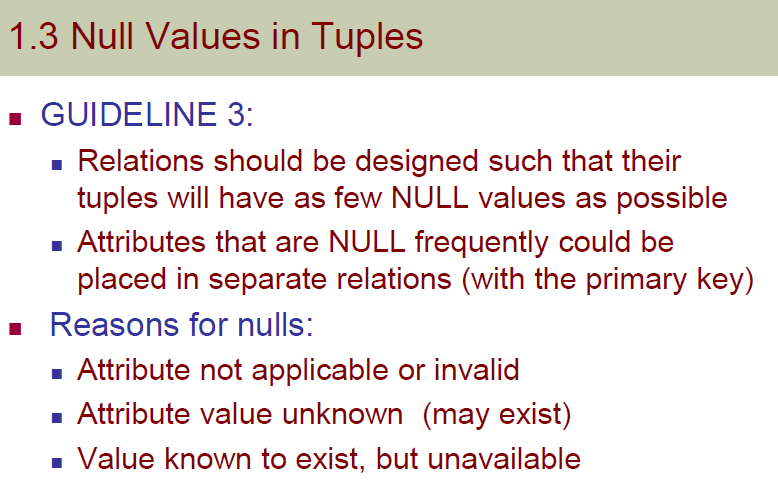 1.3 Null Values in Tuples
GUIDELINE 3:
Relations should be designed such that their
tuples will have as few NULL values as possible
Attributes that are NULL frequently could be
placed in separate relations (with the primary key)
Reasons for nulls:
Attribute not applicable or invalid
Attribute value unknown (may exist)
Value known to exist, but unavailable